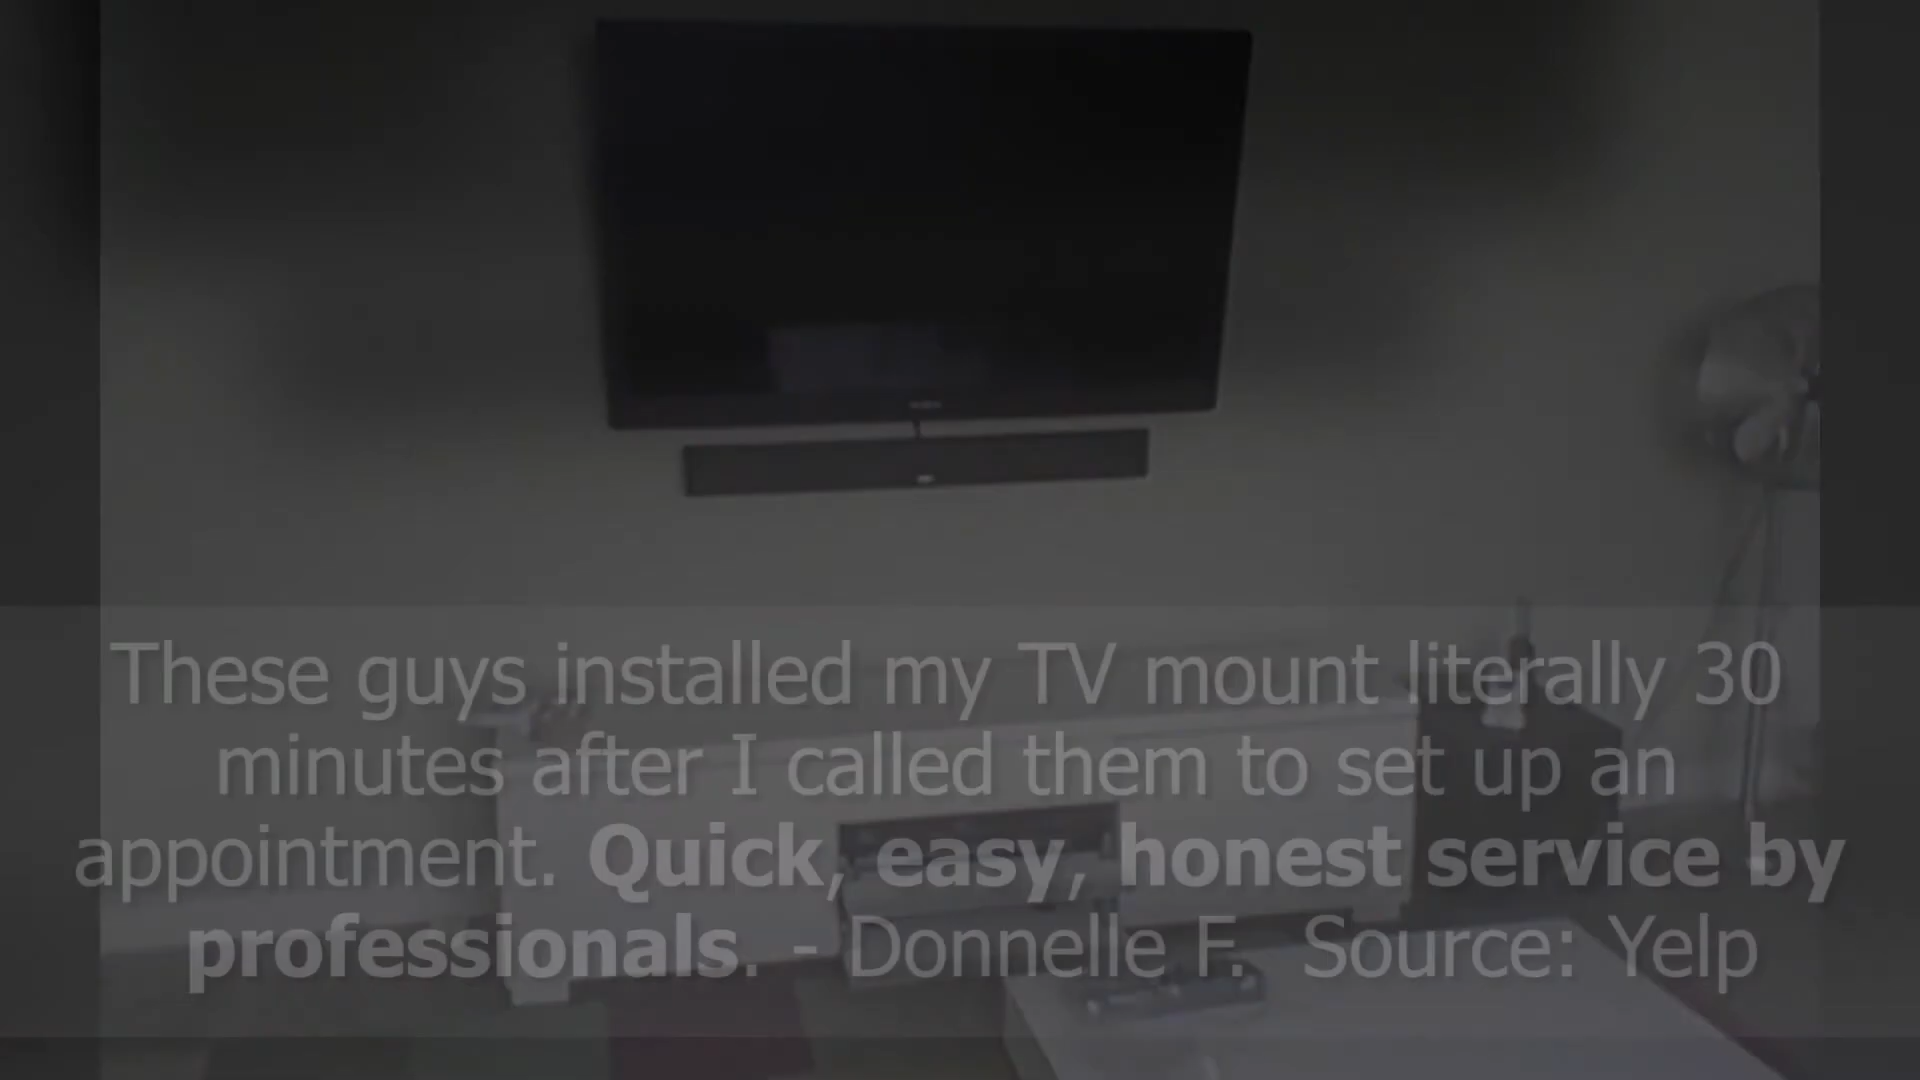 These guys installed my TV mount literally 30
minutes after I called them to set up an
appointment. Quick, easy, honest service by
professionals. - Donnelle F. Source: Yelp